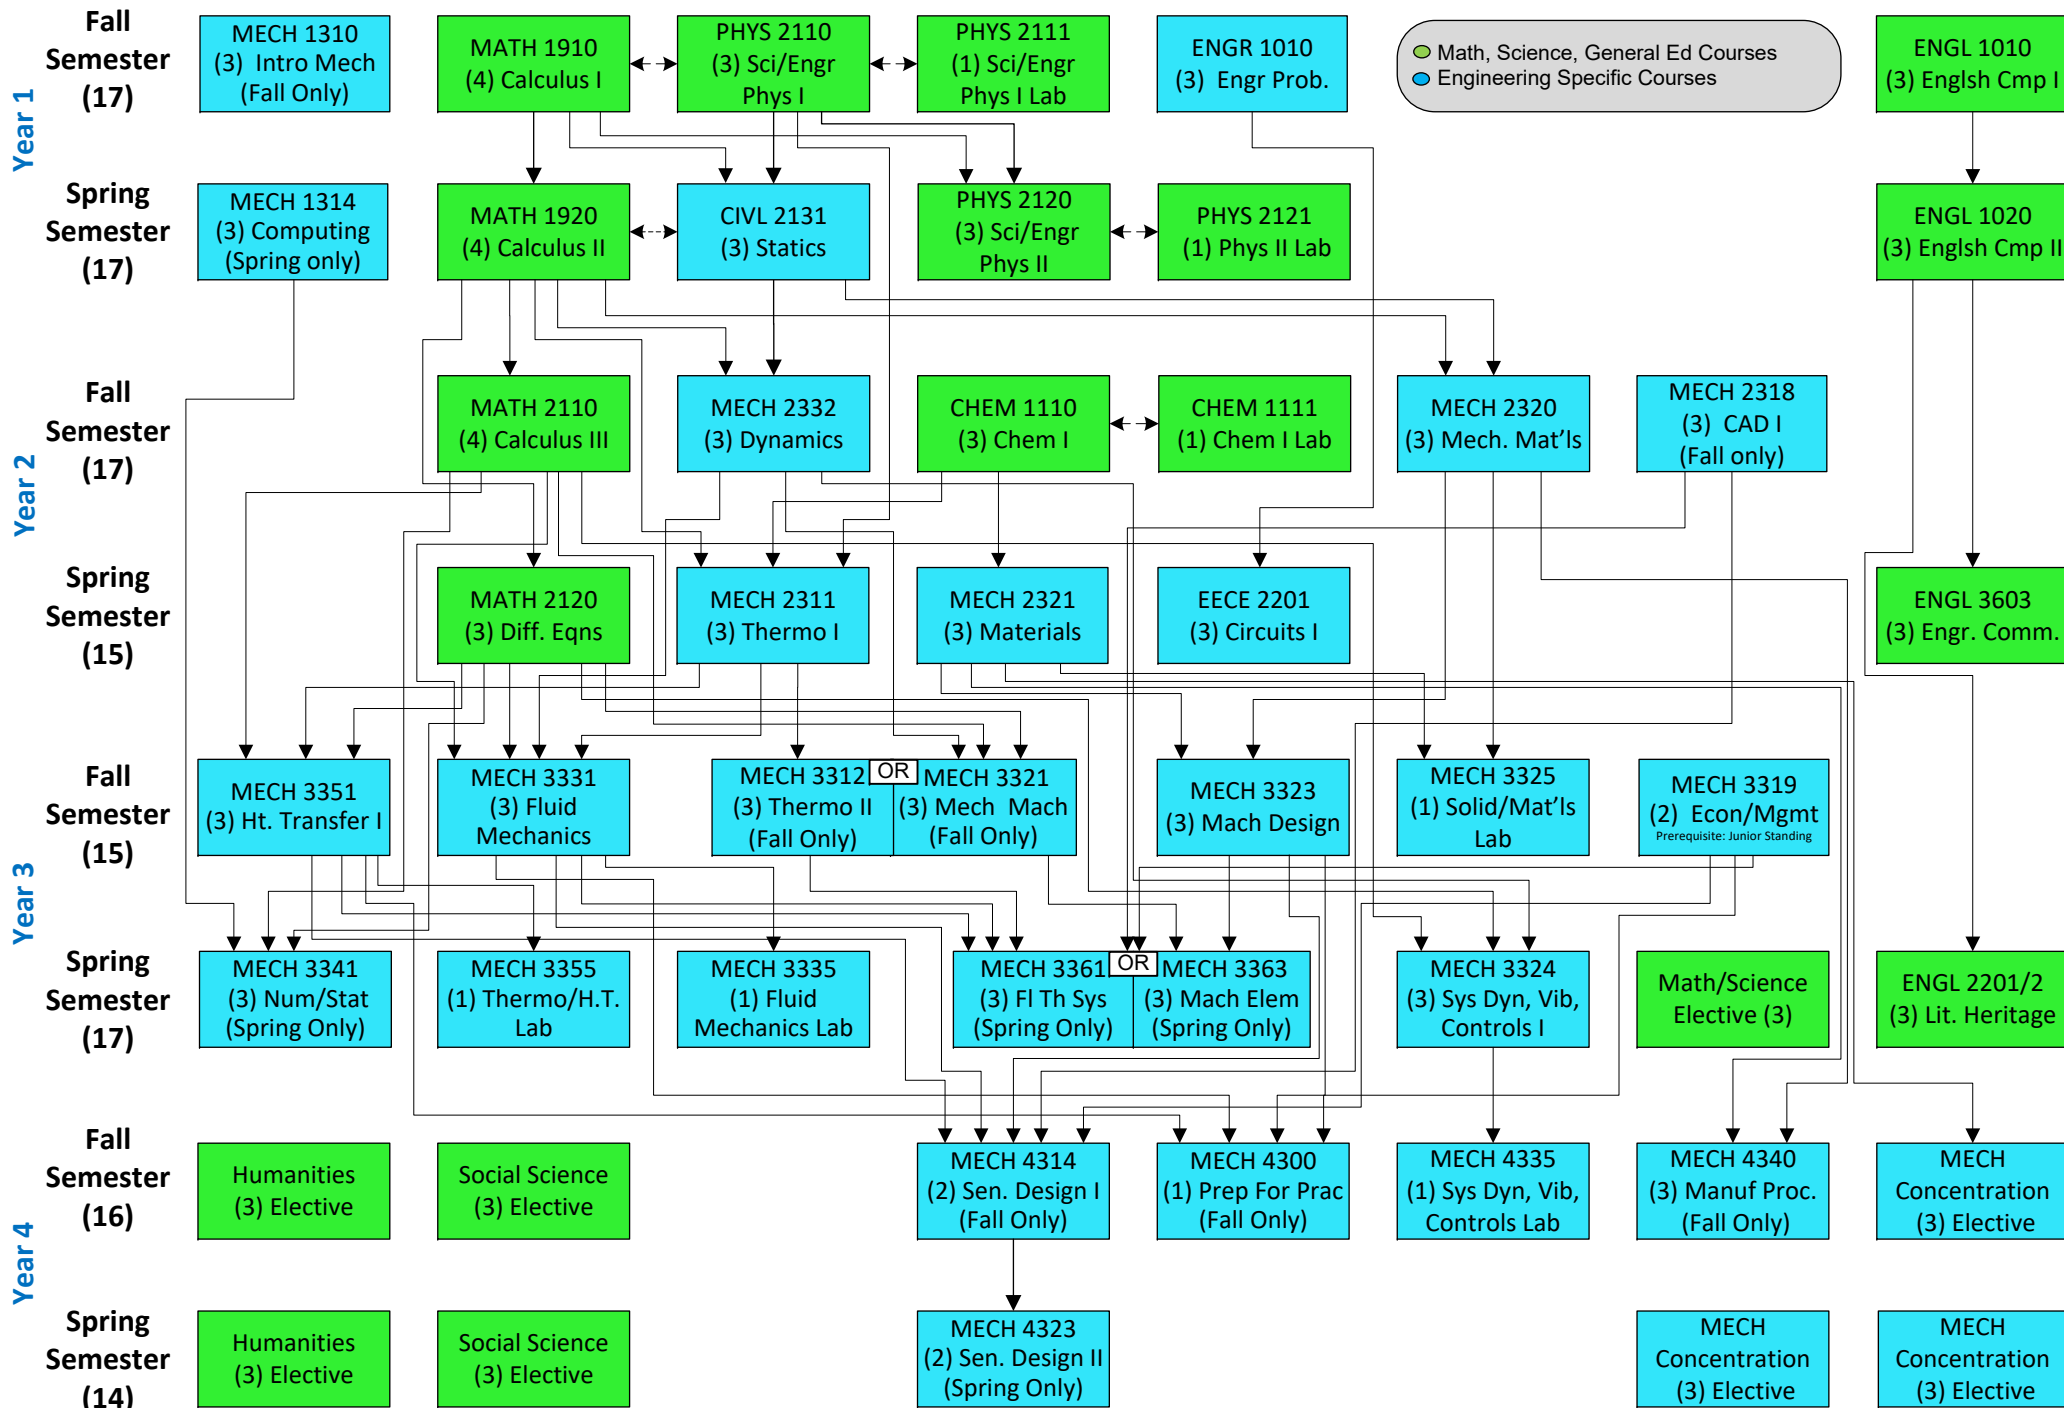 Year 1
Fall
Semester
(17)
MECH 1310
(3)  Intro Mech
(Fall Only)
MATH 1910
(4) Calculus I
PHYS 2110
(3) Sci/Engr
Phys I
PHYS 2111
(1) Sci/Engr
Phys I Lab
ENGR 1010
(3)  Engr Prob.
Math, Science, General Ed Courses
Engineering Specific Courses
ENGL 1010
(3) Englsh Cmp I
Spring
Semester
(17)
MECH 1314
(3) Computing
(Spring only)
MATH 1920
(4) Calculus II
CIVL 2131
(3) Statics
PHYS 2120
(3) Sci/Engr
Phys II
PHYS 2121
(1) Phys II Lab
ENGL 1020
(3) Englsh Cmp II
Year 2
Fall
Semester
(17)
MATH 2110
(4) Calculus III
MECH 2332
(3) Dynamics
CHEM 1110
(3) Chem I
CHEM 1111
(1) Chem I Lab
MECH 2320
(3) Mech. Mat’ls
MECH 2318
(3)  CAD I
(Fall only)
Spring
Semester
(15)
MATH 2120
(3) Diff. Eqns
MECH 2311
(3) Thermo I
MECH 2321
(3) Materials
EECE 2201
(3) Circuits I
ENGL 3603
(3) Engr. Comm.
Year 3
Fall
Semester
(15)
MECH 3351
(3) Ht. Transfer I
MECH 3331
(3) Fluid
Mechanics
MECH 3312
(3) Thermo II
(Fall Only)
OR
MECH 3321
(3) Mech  Mach
(Fall Only)
MECH 3323
(3) Mach Design
MECH 3325
(1) Solid/Mat’ls
Lab
MECH 3319
(2)  Econ/Mgmt
Prerequisite: Junior Standing
Spring
Semester
(17)
MECH 3341
(3) Num/Stat
(Spring Only)
MECH 3355
(1) Thermo/H.T.
Lab
MECH 3335
(1) Fluid
Mechanics Lab
MECH 3361
(3) Fl Th Sys
(Spring Only)
OR
MECH 3363
(3) Mach Elem
(Spring Only)
MECH 3324
(3) Sys Dyn, Vib,
Controls I
Math/Science
Elective (3)
ENGL 2201/2
(3) Lit. Heritage
Year 4
Fall
Semester
(16)
Humanities
(3) Elective
Social Science
(3) Elective
MECH 4314
(2) Sen. Design I
(Fall Only)
MECH 4300
(1) Prep For Prac
(Fall Only)
MECH 4335
(1) Sys Dyn, Vib,
Controls Lab
MECH 4340
(3) Manuf Proc.
(Fall Only)
MECH
Concentration
(3) Elective
Spring
Semester
(14)
Humanities
(3) Elective
Social Science
(3) Elective
MECH 4323
(2) Sen. Design II
(Spring Only)
MECH
Concentration
(3) Elective
MECH
Concentration
(3) Elective